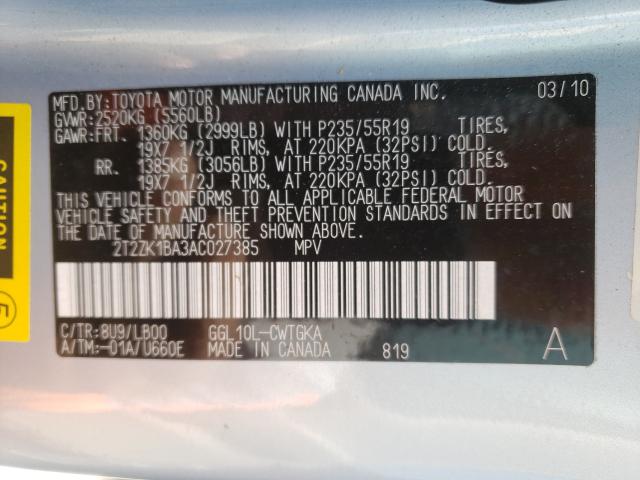 MFD.BY:TOYOTA MOTOR MANUFACTURING CANADA INC. 03/10
GVWR:2520KG (5560LB)
GAWR:FRT. 1360KG (2999LB) WITH P235/55R19 TIRES,
19X7 1/2J RIMS, AT 220KPA (32PSI) COLD.
RR. 1385KG (3056LB) WITH P235/55R19 TIRES,
19X7 1/2J RIMS, AT 220KPA (32PSI) COLD.
THIS VEHICLE CONFORMS TO ALL APPLICABLE FEDERAL MOTOR
VEHICLE SAFETY AND THEFT PREVENTION STANDARDS IN EFFECT ON
THE DATE OF MANUFACTURE SHOWN ABOVE.
2T2ZK1BA3AC027385 MPV
C/TR:8U9/LB00 GGL10L-CWTGKA
A/TM:-01A/U660E MADE IN CANADA 819 A
CAUTION